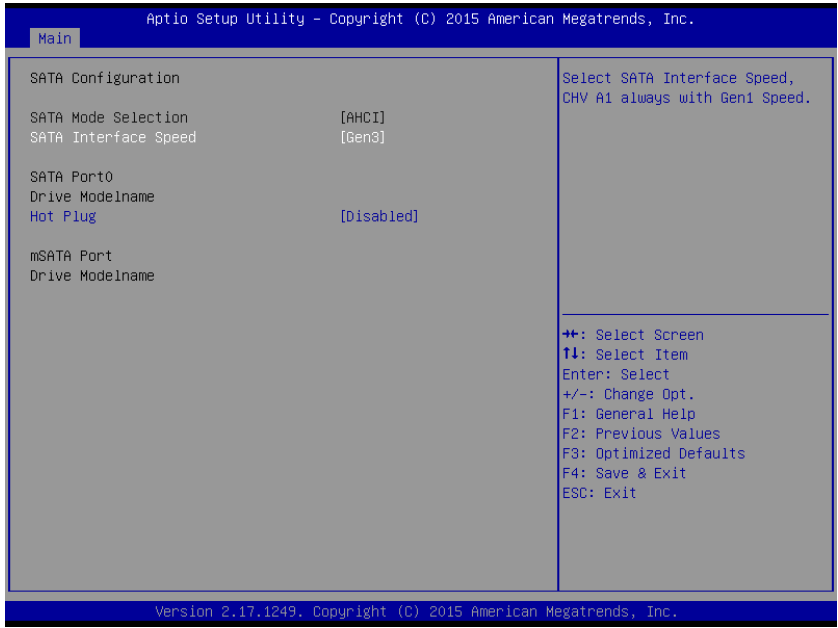 Aptio Setup Utility – Copyright (C) 2015 American Megatrends, Inc.
Main
SATA Configuration
SATA Mode Selection [AHCI]
SATA Interface Speed [Gen3]
SATA Port0
Drive Modelname
Hot Plug [Disabled]
mSATA Port
Drive Modelname
Select SATA Interface Speed,
CHV A1 always with Gen1 Speed.
→←: Select Screen
↑↓: Select Item
Enter: Select
+/-: Change Opt.
F1: General Help
F2: Previous Values
F3: Optimized Defaults
F4: Save & Exit
ESC: Exit
Version 2.17.1249. Copyright (C) 2015 American Megatrends, Inc.